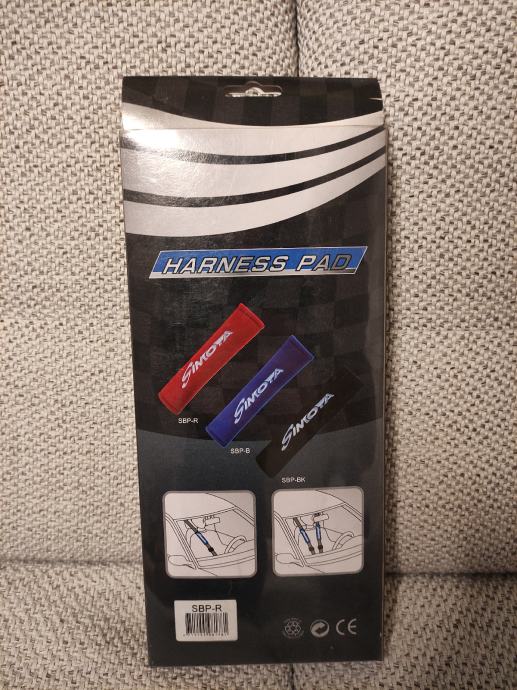 HARNESS PAD
SIMOTA
SBP-R
SIMOTA
SBP-B
SIMOTA
SBP-BK
SBP-R
CE